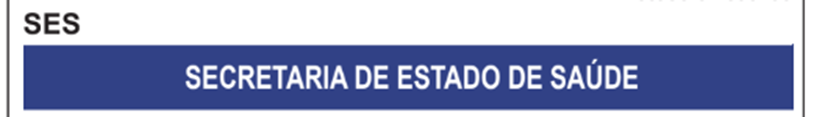 SES
SECRETARIA DE ESTADO DE SAÚDE